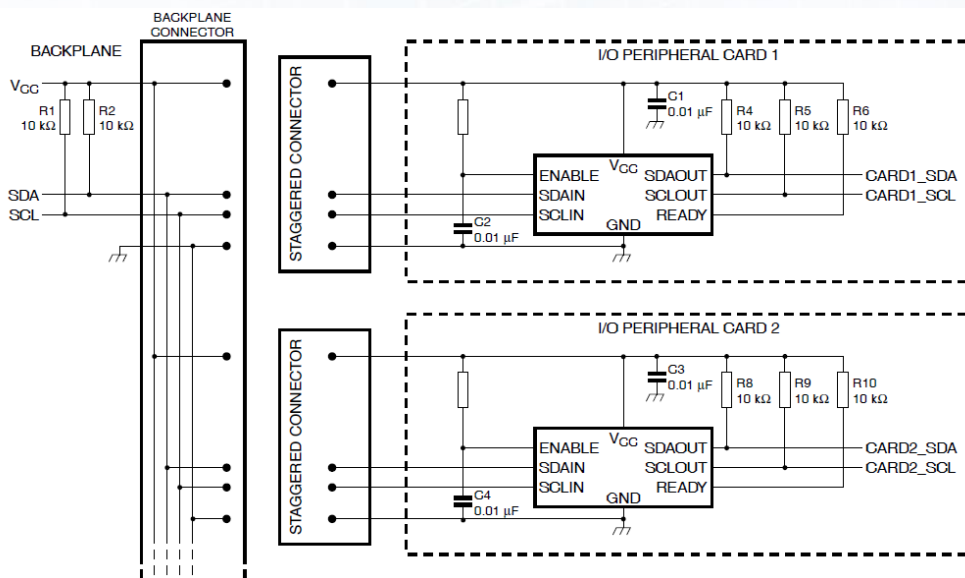 BACKPLANE
CONNECTOR
BACKPLANE
VCC
R1
10 kΩ
R2
10 kΩ
SDA
SCL
STAGGERED CONNECTOR
I/O PERIPHERAL CARD 1
C1
0.01 µF
R4
10 kΩ
R5
10 kΩ
R6
10 kΩ
VCC
ENABLE
SDAOUT
CARD1_SDA
SDAIN
SCLOUT
CARD1_SCL
SCLIN
READY
GND
C2
0.01 µF
STAGGERED CONNECTOR
I/O PERIPHERAL CARD 2
C3
0.01 µF
R8
10 kΩ
R9
10 kΩ
R10
10 kΩ
VCC
ENABLE
SDAOUT
CARD2_SDA
SDAIN
SCLOUT
CARD2_SCL
SCLIN
READY
GND
C4
0.01 µF